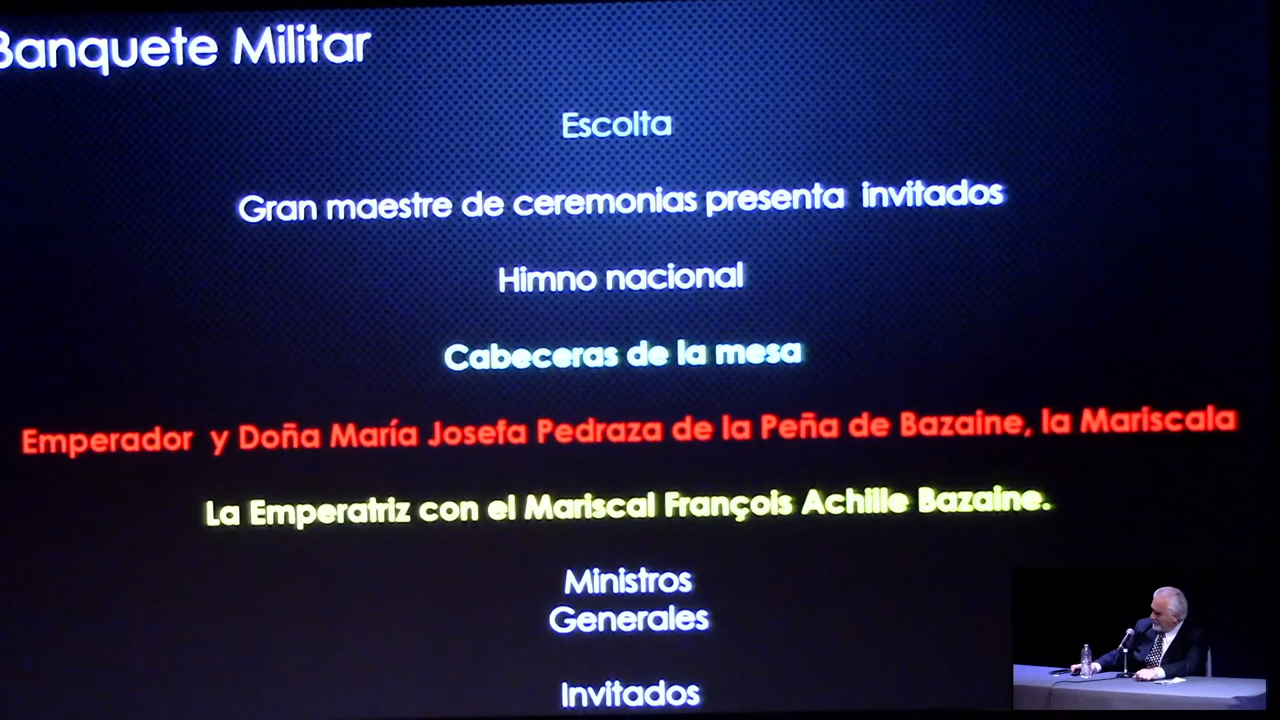 Banquete Militar
Escolta
Gran maestre de ceremonias presenta invitados
Himno nacional
Cabeceras de la mesa
Emperador y Doña María Josefa Pedraza de la Peña de Bazaine, la Mariscala
La Emperatriz con el Mariscal François Achille Bazaine.
Ministros
Generales
Invitados